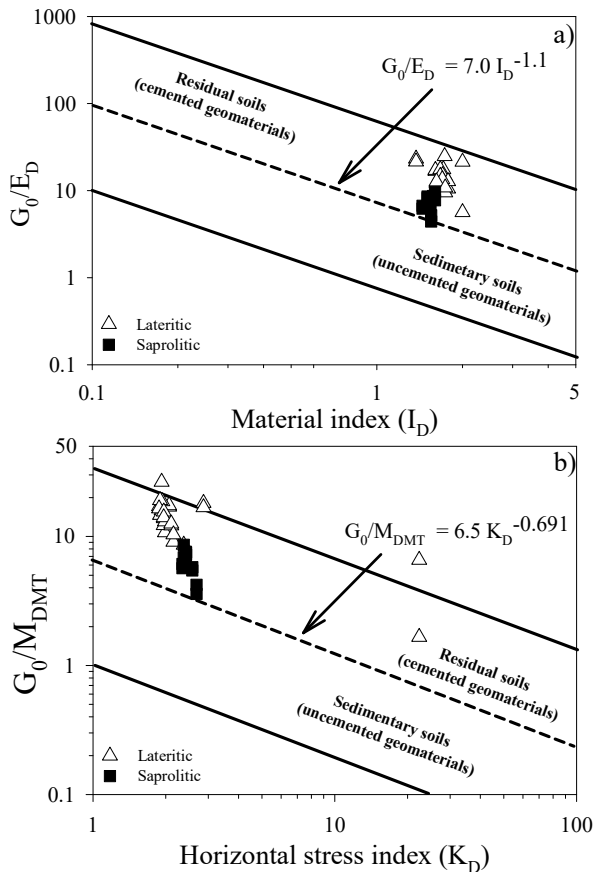 a)
G0/ED = 7.0 ID-1.1
Residual soils
(cemented geomaterials)
Sedimetary soils
(uncemented geomaterials)
G0/ED
1000
100
10
1
0.1
Lateritic
Saprolitic
0.1
1
5
Material index (ID)
b)
G0/MDMT = 6.5 KD-0.691
Residual soils
(cemented geomaterials)
Sedimentary soils
(uncemented geomaterials)
G0/MDMT
50
10
1
0.1
Lateritic
Saprolitic
1
10
100
Horizontal stress index (KD)